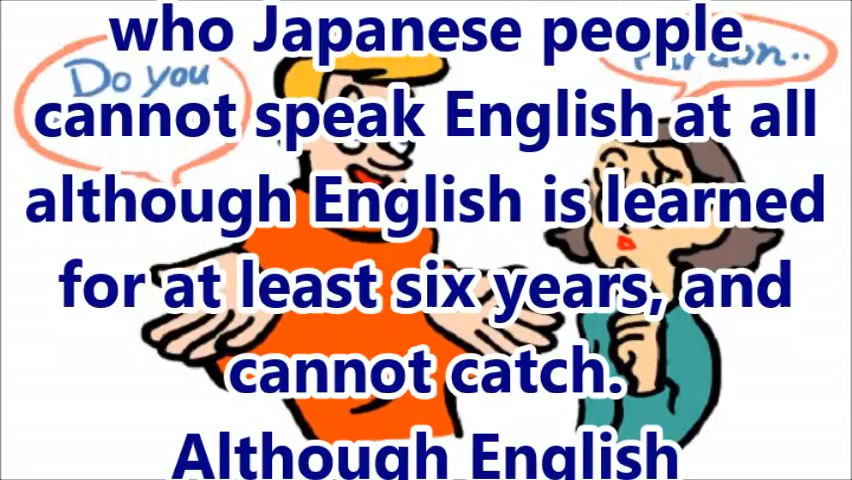 who Japanese people
Do you
cannot speak English at all
although English is learned
for at least six years, and
cannot catch.
Although English